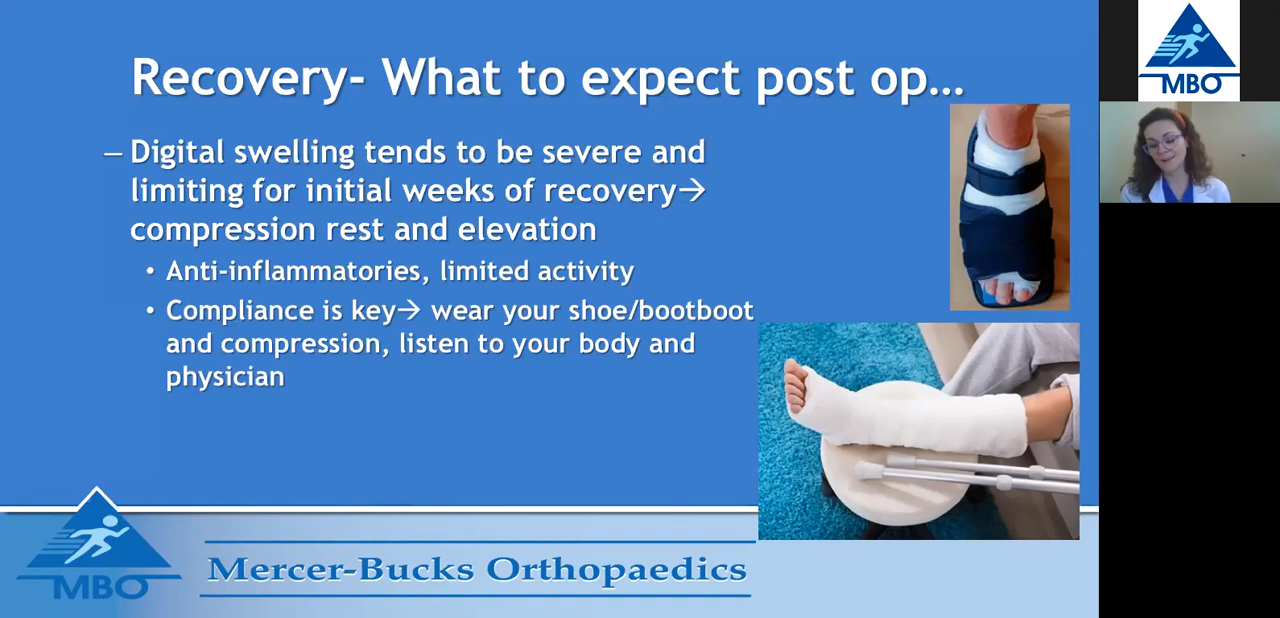 Recovery- What to expect post op…
– Digital swelling tends to be severe and
limiting for initial weeks of recovery→
compression rest and elevation
• Anti-inflammatories, limited activity
• Compliance is key→ wear your shoe/bootboot
and compression, listen to your body and
physician
MBO
Mercer-Bucks Orthopaedics
MBO